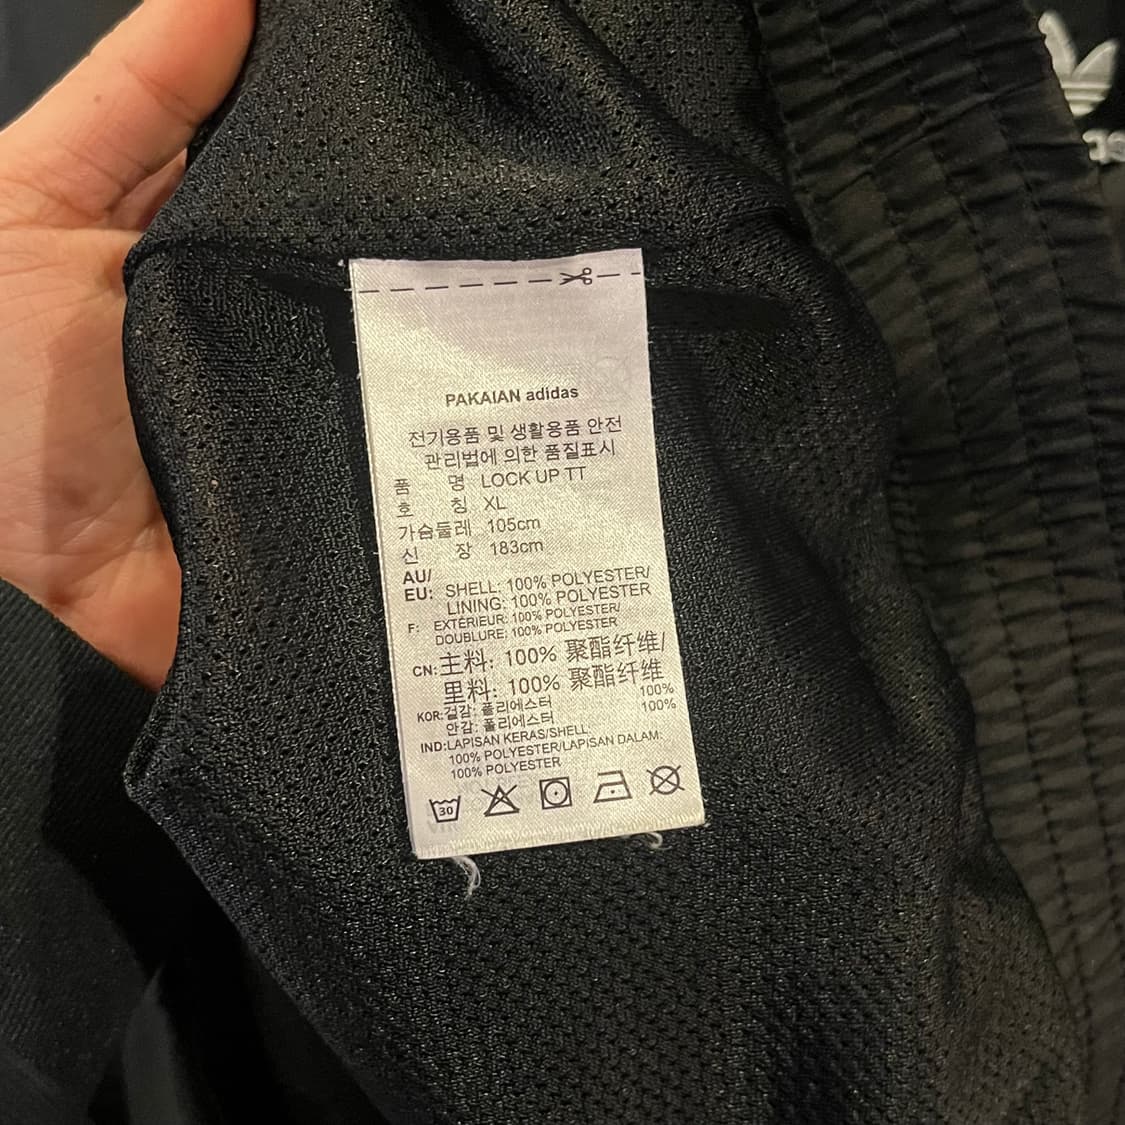 PAKAIAN adidas
전기용품 및 생활용품 안전
관리법에 의한 품질표시
품 명 LOCK UP TT
호 칭 XL
가슴둘레 105cm
신 장 183cm
AU/
EU: SHELL: 100% POLYESTER/
LINING: 100% POLYESTER
F: EXTÉRIEUR: 100% POLYESTER/
DOUBLURE: 100% POLYESTER
CN: 主料: 100% 聚酯纤维/
里料: 100% 聚酯纤维
KOR: 겉감: 폴리에스터 100%
안감: 폴리에스터 100%
IND: LAPISAN KERAS/SHELL:
100% POLYESTER/LAPISAN DALAM:
100% POLYESTER
30